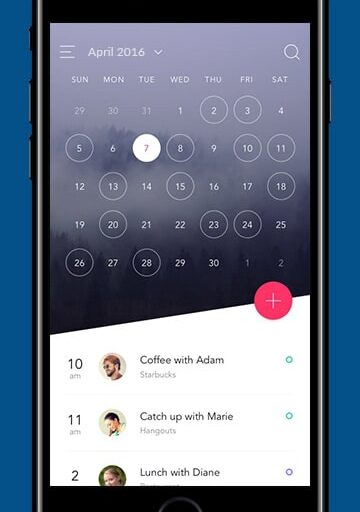 April 2016
SUN MON TUE WED THU FRI SAT
29 30 31 1 2 3 4
5 6 7 8 9 10 11
12 13 14 15 16 17 18
19 20 21 22 23 24 25
26 27 28 29 30 1 2
10 Coffee with Adam
am Starbucks
11 Catch up with Marie
am Hangouts
2 Lunch with Diane